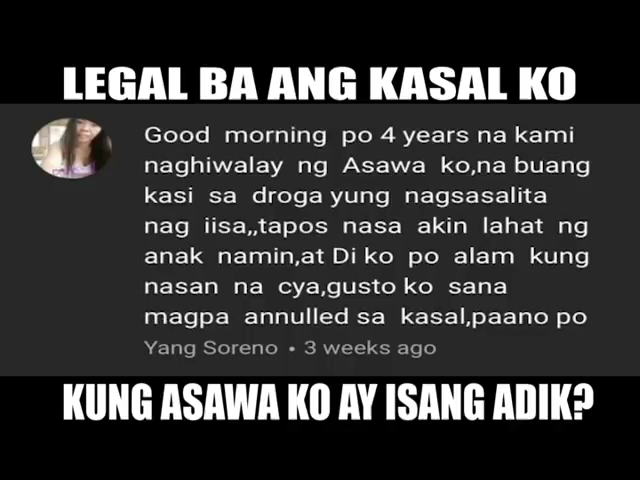 LEGAL BA ANG KASAL KO
Good morning po 4 years na kami
naghiwalay ng Asawa ko,na buang
kasi sa droga yung nagsasalita
nag iisa,,tapos nasa akin lahat ng
anak namin,at Di ko po alam kung
nasan na cya,gusto ko sana
magpa annulled sa kasal,paano po
Yang Soreno • 3 weeks ago
KUNG ASAWA KO AY ISANG ADIK?